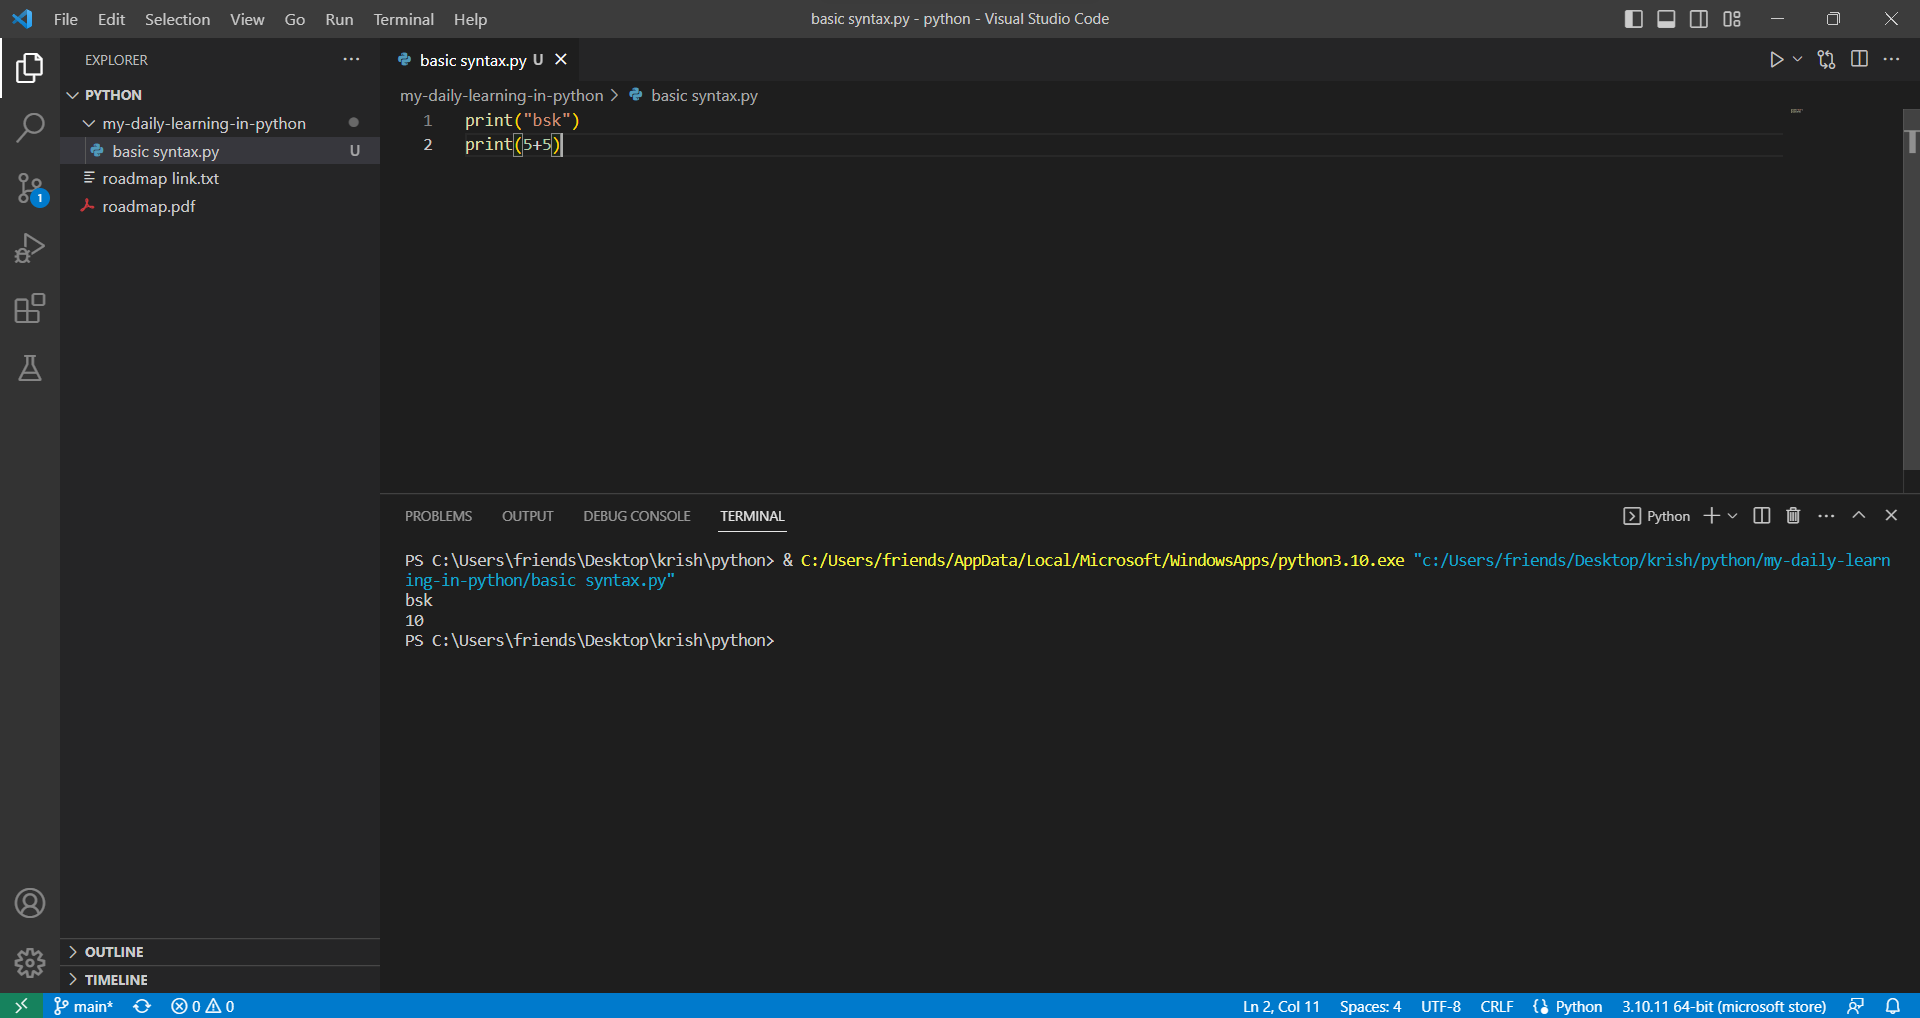 File Edit Selection View Go Run Terminal Help
basic syntax.py - python - Visual Studio Code
EXPLORER
PYTHON
my-daily-learning-in-python
basic syntax.py U
roadmap link.txt
roadmap.pdf
1
OUTLINE
TIMELINE
basic syntax.py U
my-daily-learning-in-python > basic syntax.py
1 print("bsk")
2 print(5+5)
PROBLEMS OUTPUT DEBUG CONSOLE TERMINAL
Python
PS C:\Users\friends\Desktop\krish\python> & C:/Users/friends/AppData/Local/Microsoft/WindowsApps/python3.10.exe "c:/Users/friends/Desktop/krish/python/my-daily-learn
ing-in-python/basic syntax.py"
bsk
10
PS C:\Users\friends\Desktop\krish\python>
main* 0 0 Ln 2, Col 11 Spaces: 4 UTF-8 CRLF Python 3.10.11 64-bit (microsoft store)